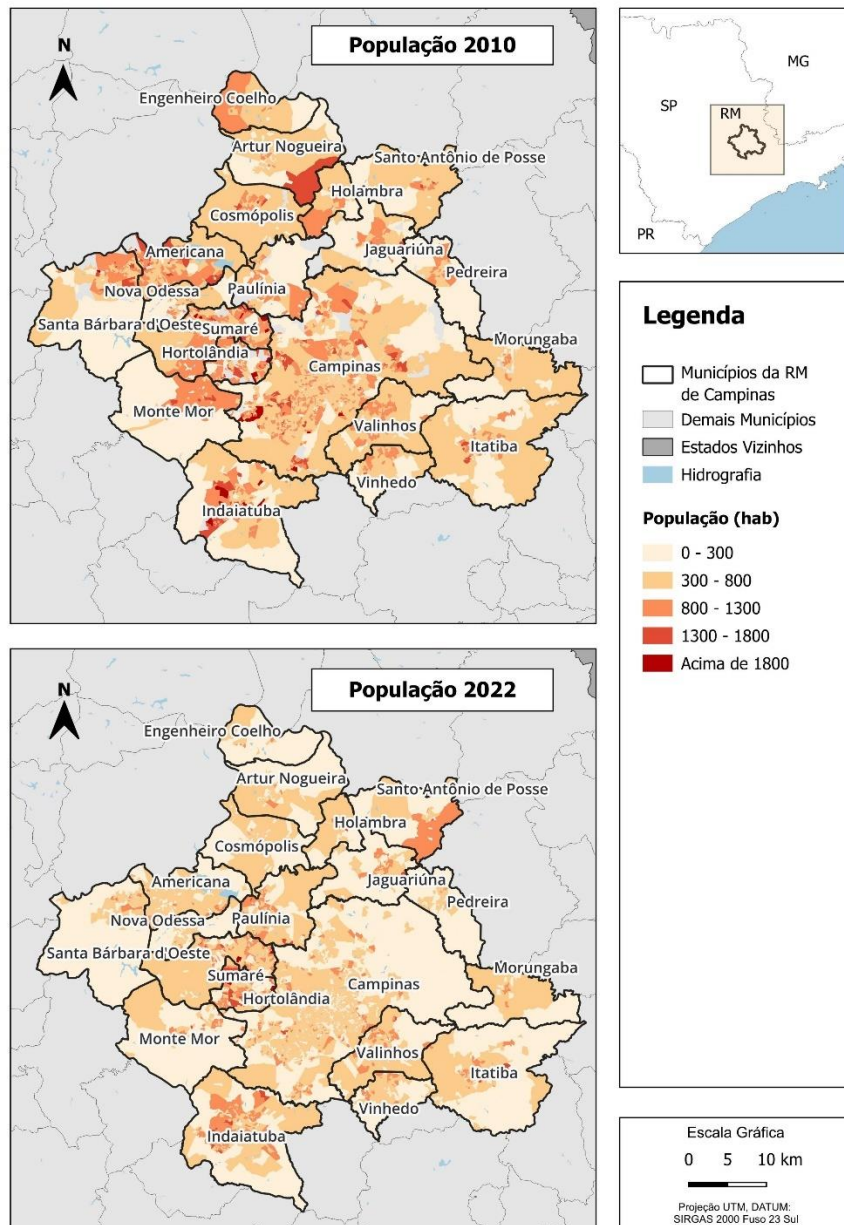 População 2010
N
Engenheiro Coelho
Artur Nogueira
Santo Antônio de Posse
Holambra
Cosmópolis
Americana
Jaguariúna
Pedreira
Nova Odessa
Paulínia
Santa Bárbara d'Oeste
Sumaré
Hortolândia
Campinas
Morungaba
Monte Mor
Valinhos
Itatiba
Vinhedo
Indaiatuba
População 2022
N
Engenheiro Coelho
Artur Nogueira
Santo Antônio de Posse
Holambra
Cosmópolis
Americana
Jaguariúna
Pedreira
Nova Odessa
Paulínia
Santa Bárbara d'Oeste
Sumaré
Morungaba
Campinas
Hortolândia
Monte Mor
Valinhos
Itatiba
Vinhedo
Indaiatuba
MG
SP
RM
PR
Legenda
Municípios da RM
de Campinas
Demais Municípios
Estados Vizinhos
Hidrografia
População (hab)
0 - 300
300 - 800
800 - 1300
1300 - 1800
Acima de 1800
Escala Gráfica
0 5 10 km
Projeção UTM, DATUM:
SIRGAS 2000 Fuso 23 Sul